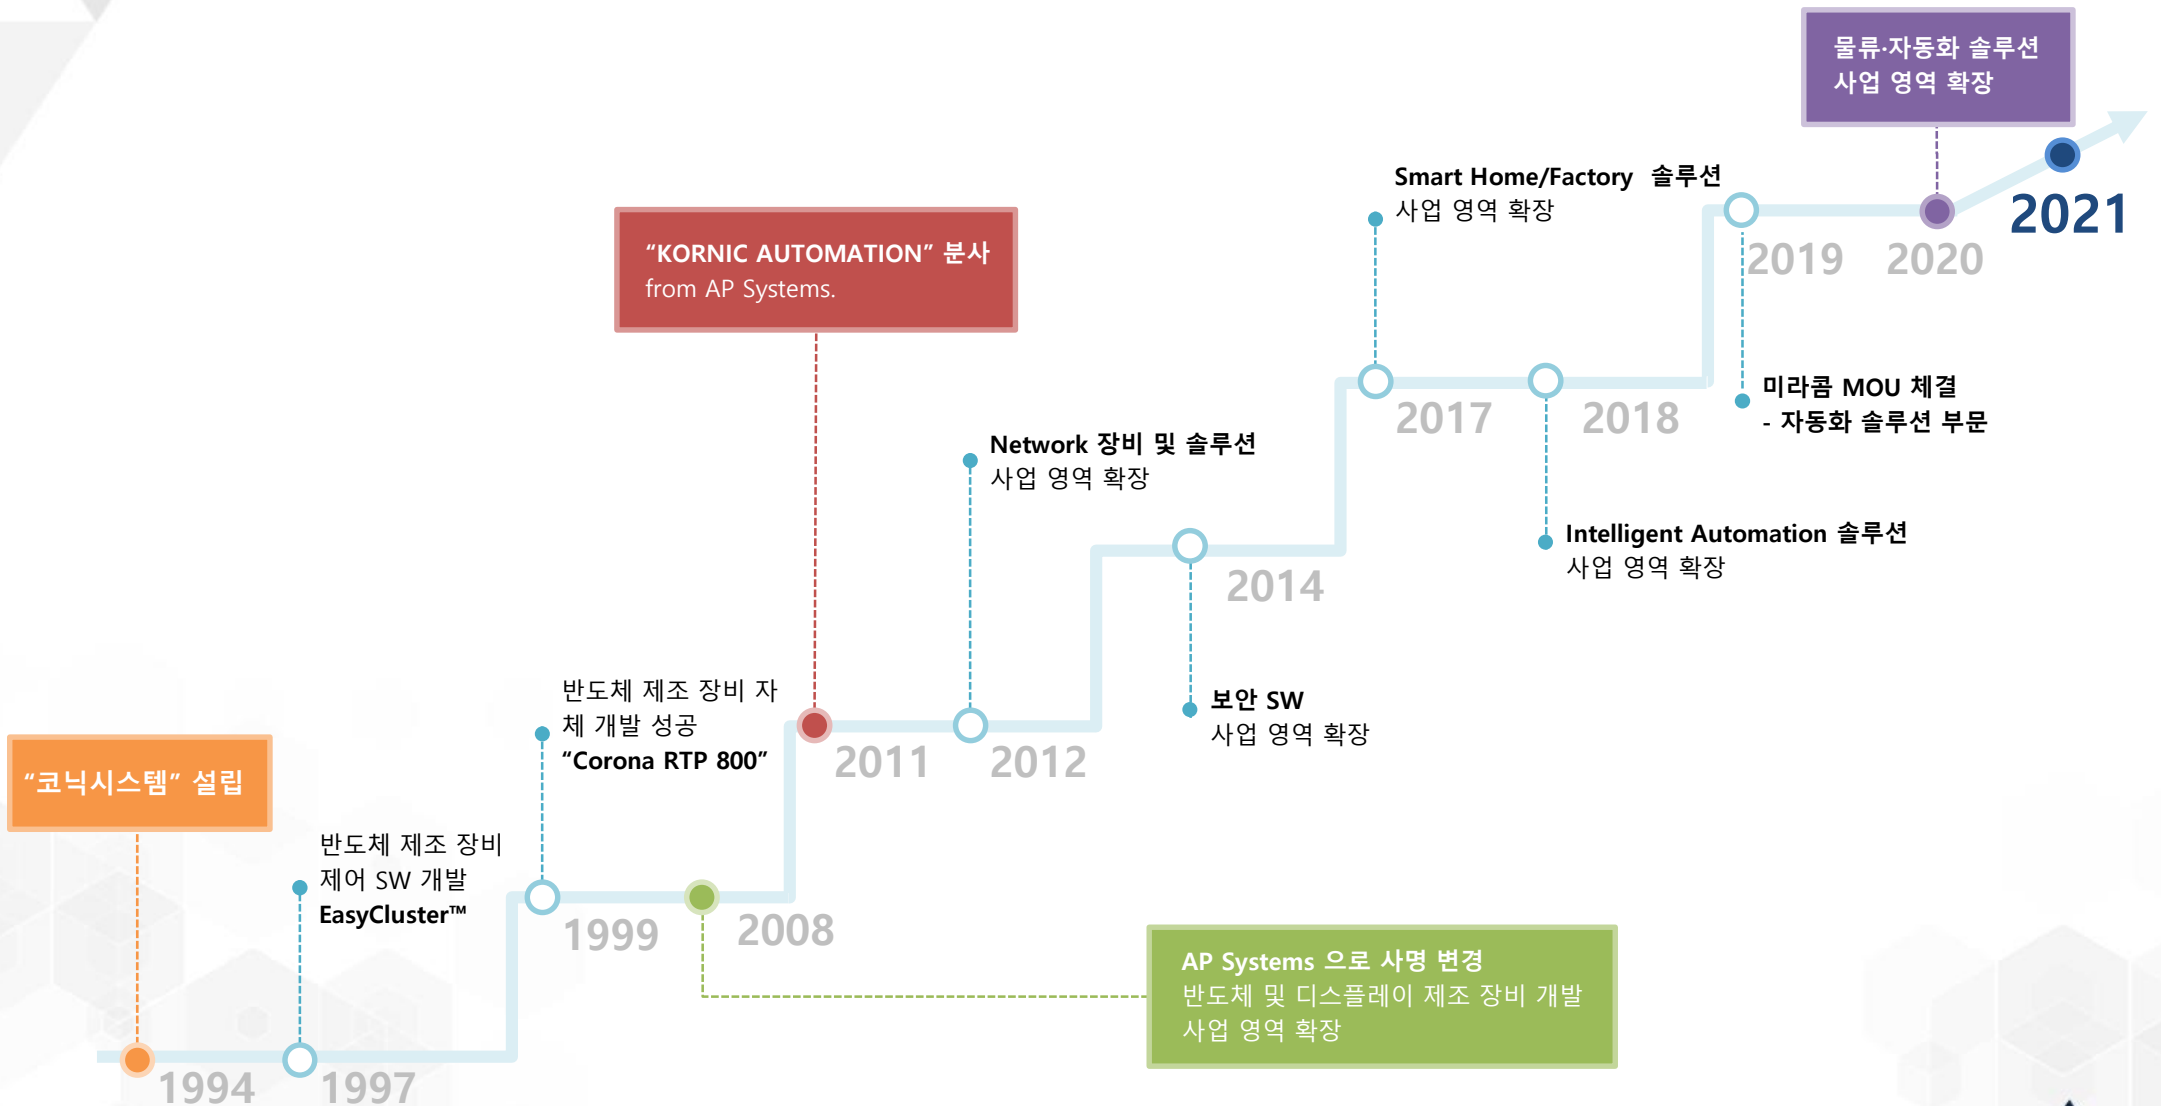 “코닉시스템” 설립
1994
반도체 제조 장비
제어 SW 개발
EasyCluster™
1997
반도체 제조 장비 자
체 개발 성공
“Corona RTP 800”
1999
2008
AP Systems 으로 사명 변경
반도체 및 디스플레이 제조 장비 개발
사업 영역 확장
“KORNIC AUTOMATION” 분사
from AP Systems.
2011
Network 장비 및 솔루션
사업 영역 확장
2012
2014
보안 SW
사업 영역 확장
Smart Home/Factory 솔루션
사업 영역 확장
2017
2018
Intelligent Automation 솔루션
사업 영역 확장
2019
미라콤 MOU 체결
- 자동화 솔루션 부문
물류·자동화 솔루션
사업 영역 확장
2020
2021